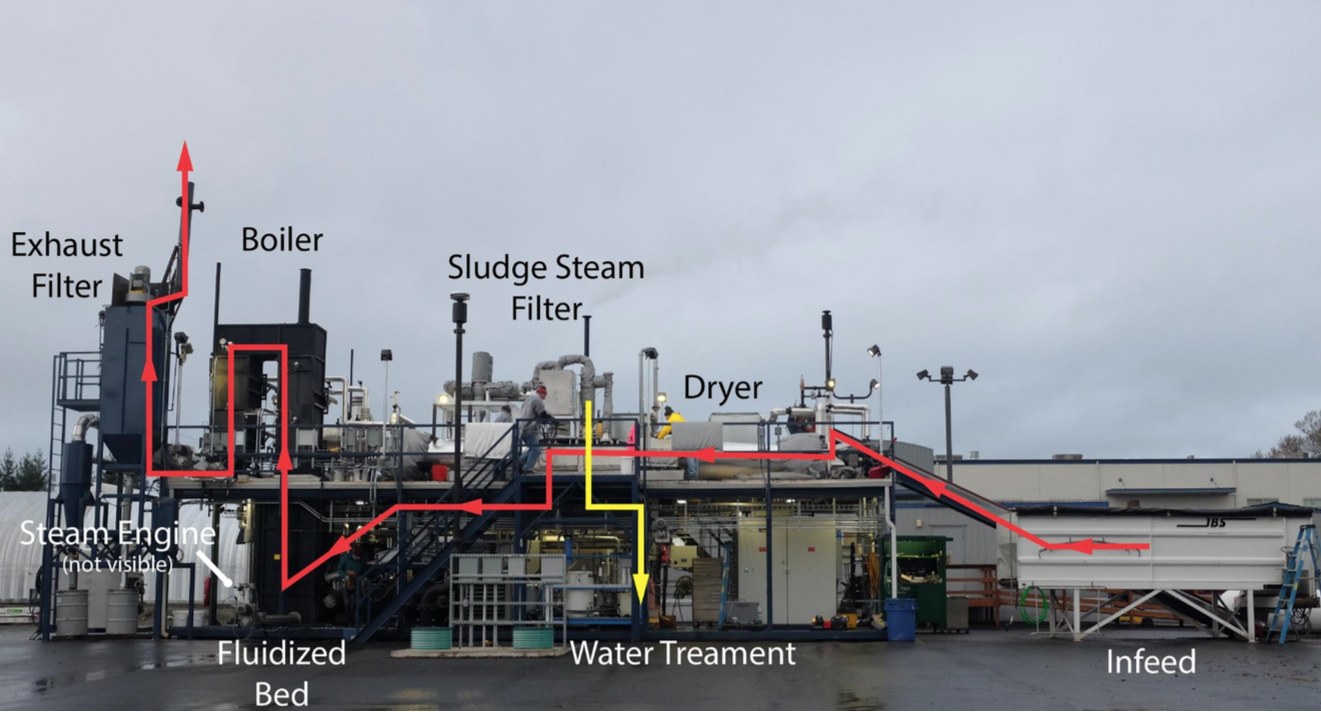 Exhaust
Filter
Boiler
Sludge Steam
Filter
Dryer
JBS
Steam Engine
(not visible)
Fluidized
Bed
Water Treament
Infeed